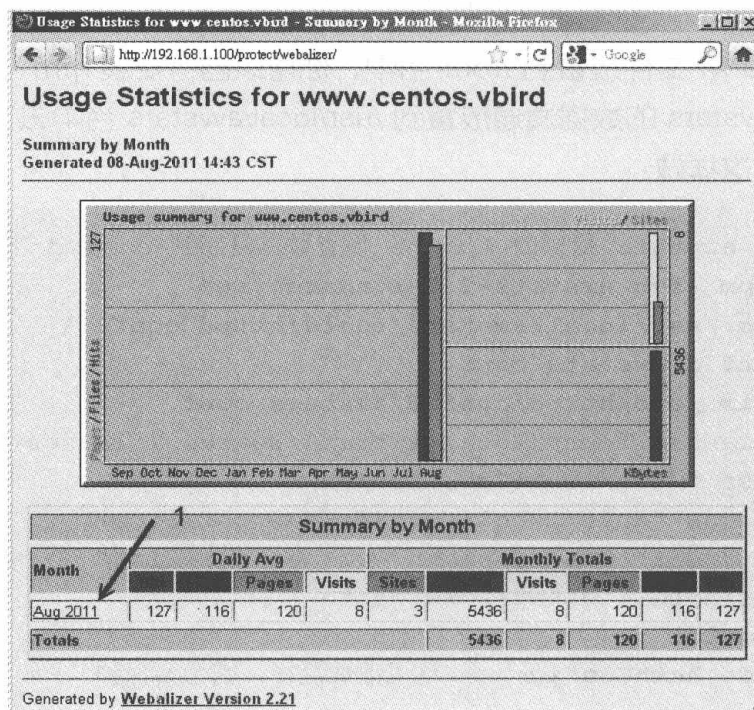 Usage Statistics for www.centos.vbird - Summary by Month - Mozilla Firefox
http://192.168.1.100/protect/webalizer/
Google
Usage Statistics for www.centos.vbird
Summary by Month
Generated 08-Aug-2011 14:43 CST
Usage summary for www.centos.vbird
/Sites
127
8
Pages/Files/Hits
5436
Sep Oct Nov Dec Jan Feb Mar Apr May Jun Jul Aug
KBytes
1
Summary by Month
Month Daily Avg Monthly Totals
Pages Visits Sites Visits Pages
Aug 2011 127 116 120 8 3 5436 8 120 116 127
Totals 5436 8 120 116 127
Generated by Webalizer Version 2.21